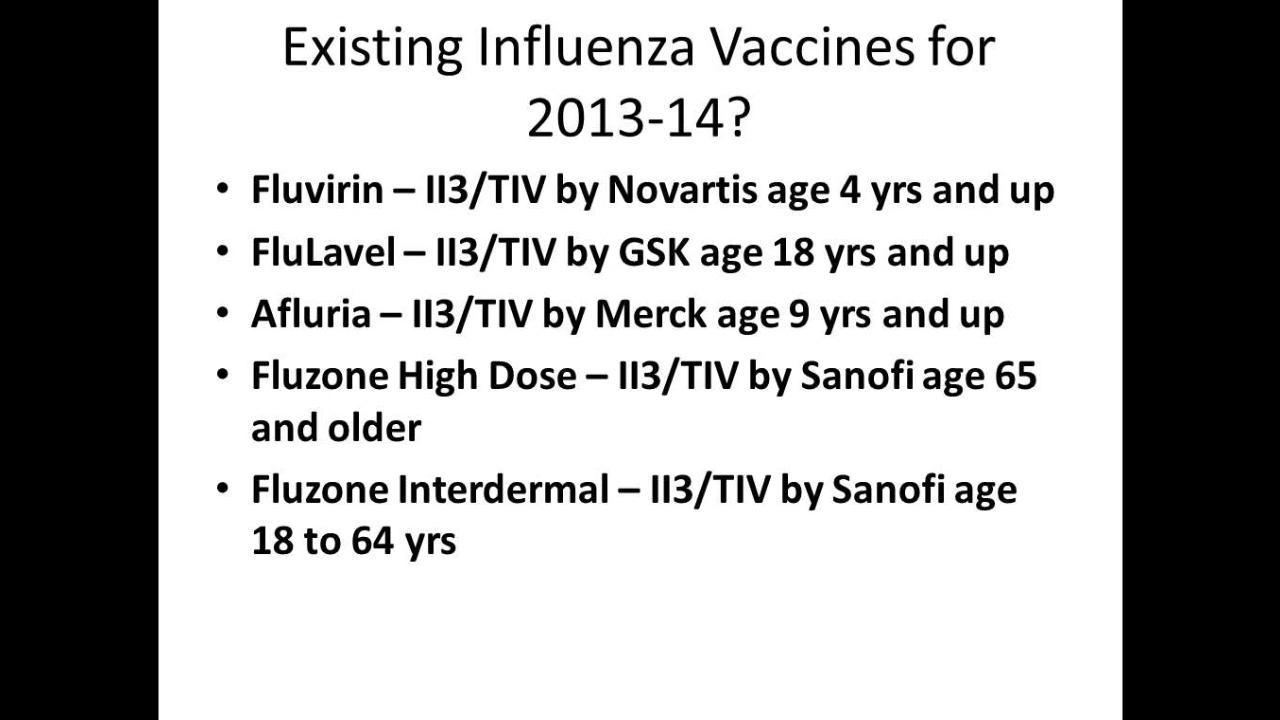 Existing Influenza Vaccines for
2013-14?
• Fluvirin – II3/TIV by Novartis age 4 yrs and up
• FluLavel – II3/TIV by GSK age 18 yrs and up
• Afluria – II3/TIV by Merck age 9 yrs and up
• Fluzone High Dose – II3/TIV by Sanofi age 65
and older
• Fluzone Interdermal – II3/TIV by Sanofi age
18 to 64 yrs